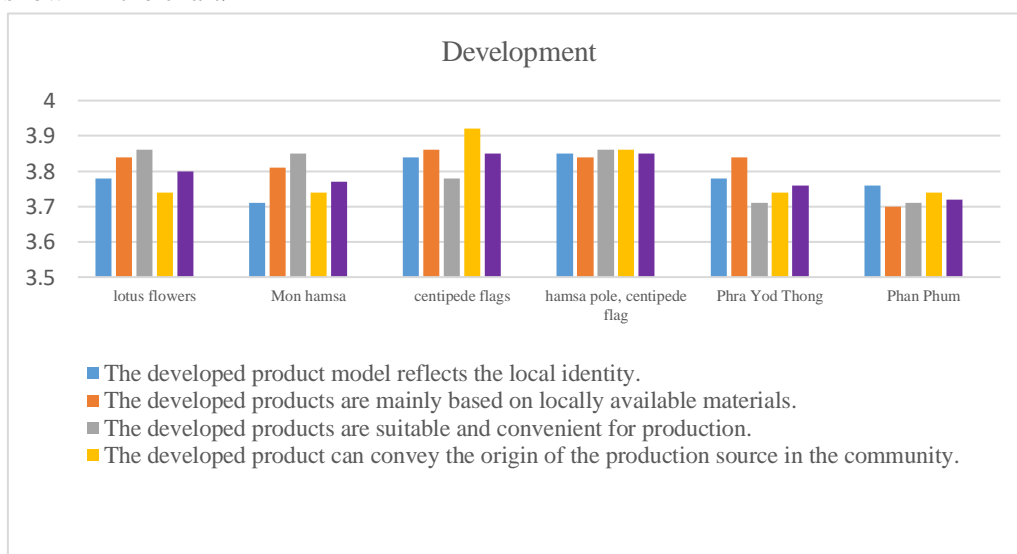 Development
4
3.9
3.8
3.7
3.6
3.5
lotus flowers
Mon hamsa
centipede flags
hamsa pole, centipede
flag
Phra Yod Thong
Phan Phum
The developed product model reflects the local identity.
The developed products are mainly based on locally available materials.
The developed products are suitable and convenient for production.
The developed product can convey the origin of the production source in the community.